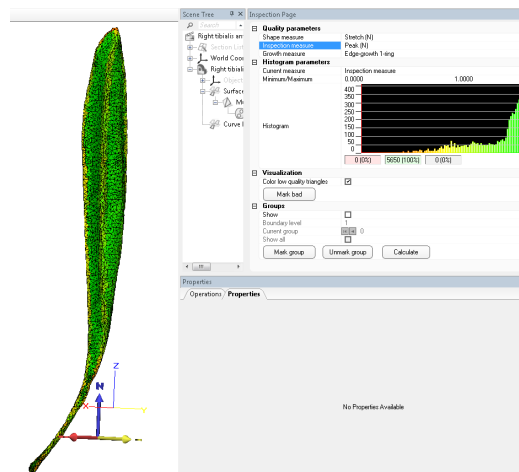 Scene Tree
Inspection Page
Search
Right tibialis an
Section List
World Coor
Right tibiali
Object
Surface
Me
Curve l
Quality parameters
Shape measure Stretch (N)
Inspection measure Peak (N)
Growth measure Edge-growth 1-ring
Histogram parameters
Current measure Inspection measure
Minimum/Maximum 0.0000 1.0000
Histogram
400
350
300
250
200
150
100
50
0
0 (0%) 5650 (100%) 0 (0%)
Visualization
Color low quality triangles
Mark bad
Groups
Show
Boundary level 1
Current group 0
Show all
Mark group Unmark group Calculate
Properties
Operations Properties
No Properties Available
Z
N
X
Y